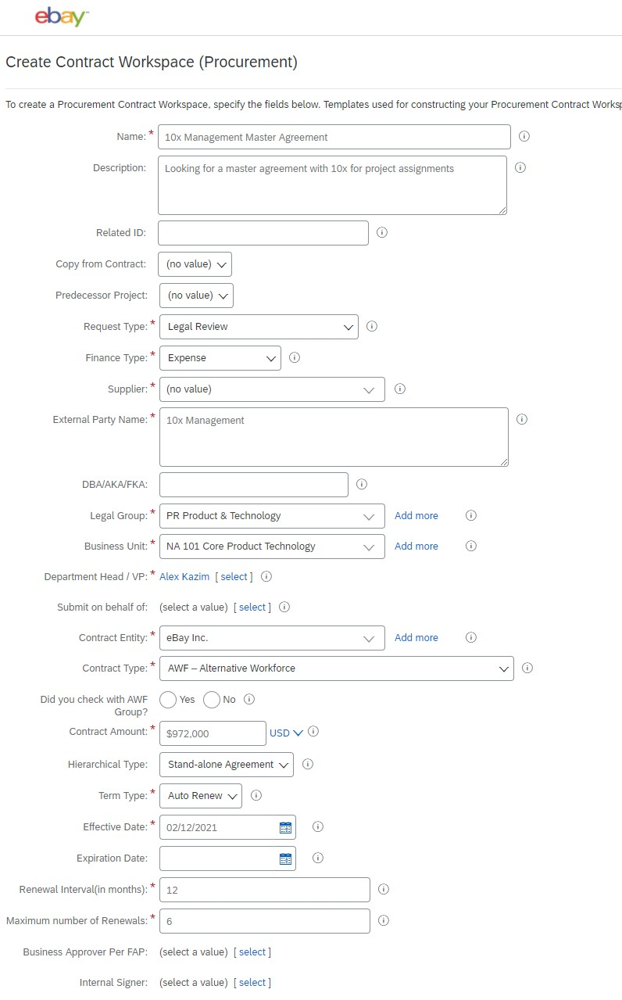 ebay
Create Contract Workspace (Procurement)
To create a Procurement Contract Workspace, specify the fields below. Templates used for constructing your Procurement Contract
Name: * 10x Management Master Agreement
Description: Looking for a master agreement with 10x for project assignments
Related ID:
Copy from Contract: (no value)
Predecessor Project: (no value)
Request Type: * Legal Review
Finance Type: * Expense
Supplier: * (no value)
External Party Name: * 10x Management
DBA/AKA/FKA:
Legal Group: * PR Product & Technology Add more
Business Unit: * NA 101 Core Product Technology Add more
Department Head / VP: * Alex Kazim [ select ]
Submit on behalf of: (select a value) [ select ]
Contract Entity: * eBay Inc. Add more
Contract Type: * AWF – Alternative Workforce
Did you check with AWF Yes No
Group?
Contract Amount: * $972,000 USD
Hierarchical Type: Stand-alone Agreement
Term Type: * Auto Renew
Effective Date: * 02/12/2021
Expiration Date:
Renewal Interval(in months): * 12
Maximum number of Renewals: * 6
Business Approver Per FAP: (select a value) [ select ]
Internal Signer: (select a value) [ select ]